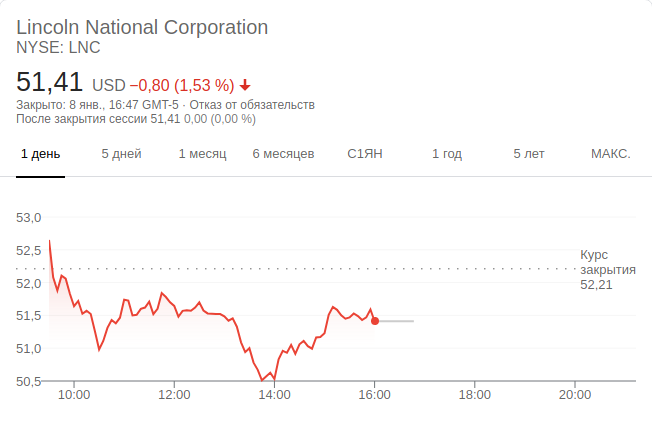 Lincoln National Corporation
NYSE: LNC
51,41 USD −0,80 (1,53 %)
Закрыто: 8 янв., 16:47 GMT-5 · Отказ от обязательств
После закрытия сессии 51,41 0,00 (0,00 %)
1 день 5 дней 1 месяц 6 месяцев С1ЯН 1 год 5 лет МАКС.
53,0
52,5
Курс
закрытия
52,21
52,0
51,5
51,0
50,5
10:00 12:00 14:00 16:00 18:00 20:00